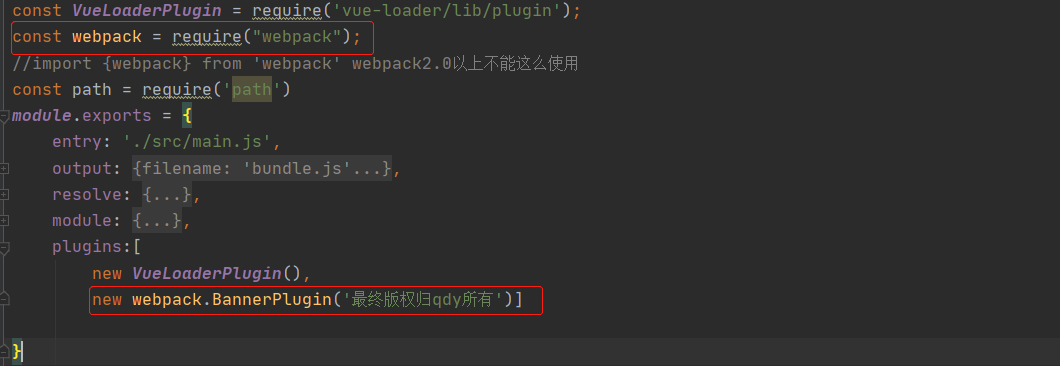 const VueLoaderPlugin = require('vue-loader/lib/plugin');
const webpack = require("webpack");
//import {webpack} from 'webpack' webpack2.0以上不能这么使用
const path = require('path')
module.exports = {
entry: './src/main.js',
output: {filename: 'bundle.js'...},
resolve: {...},
module: {...},
plugins:[
new VueLoaderPlugin(),
new webpack.BannerPlugin('最终版权归qdy所有')]
}